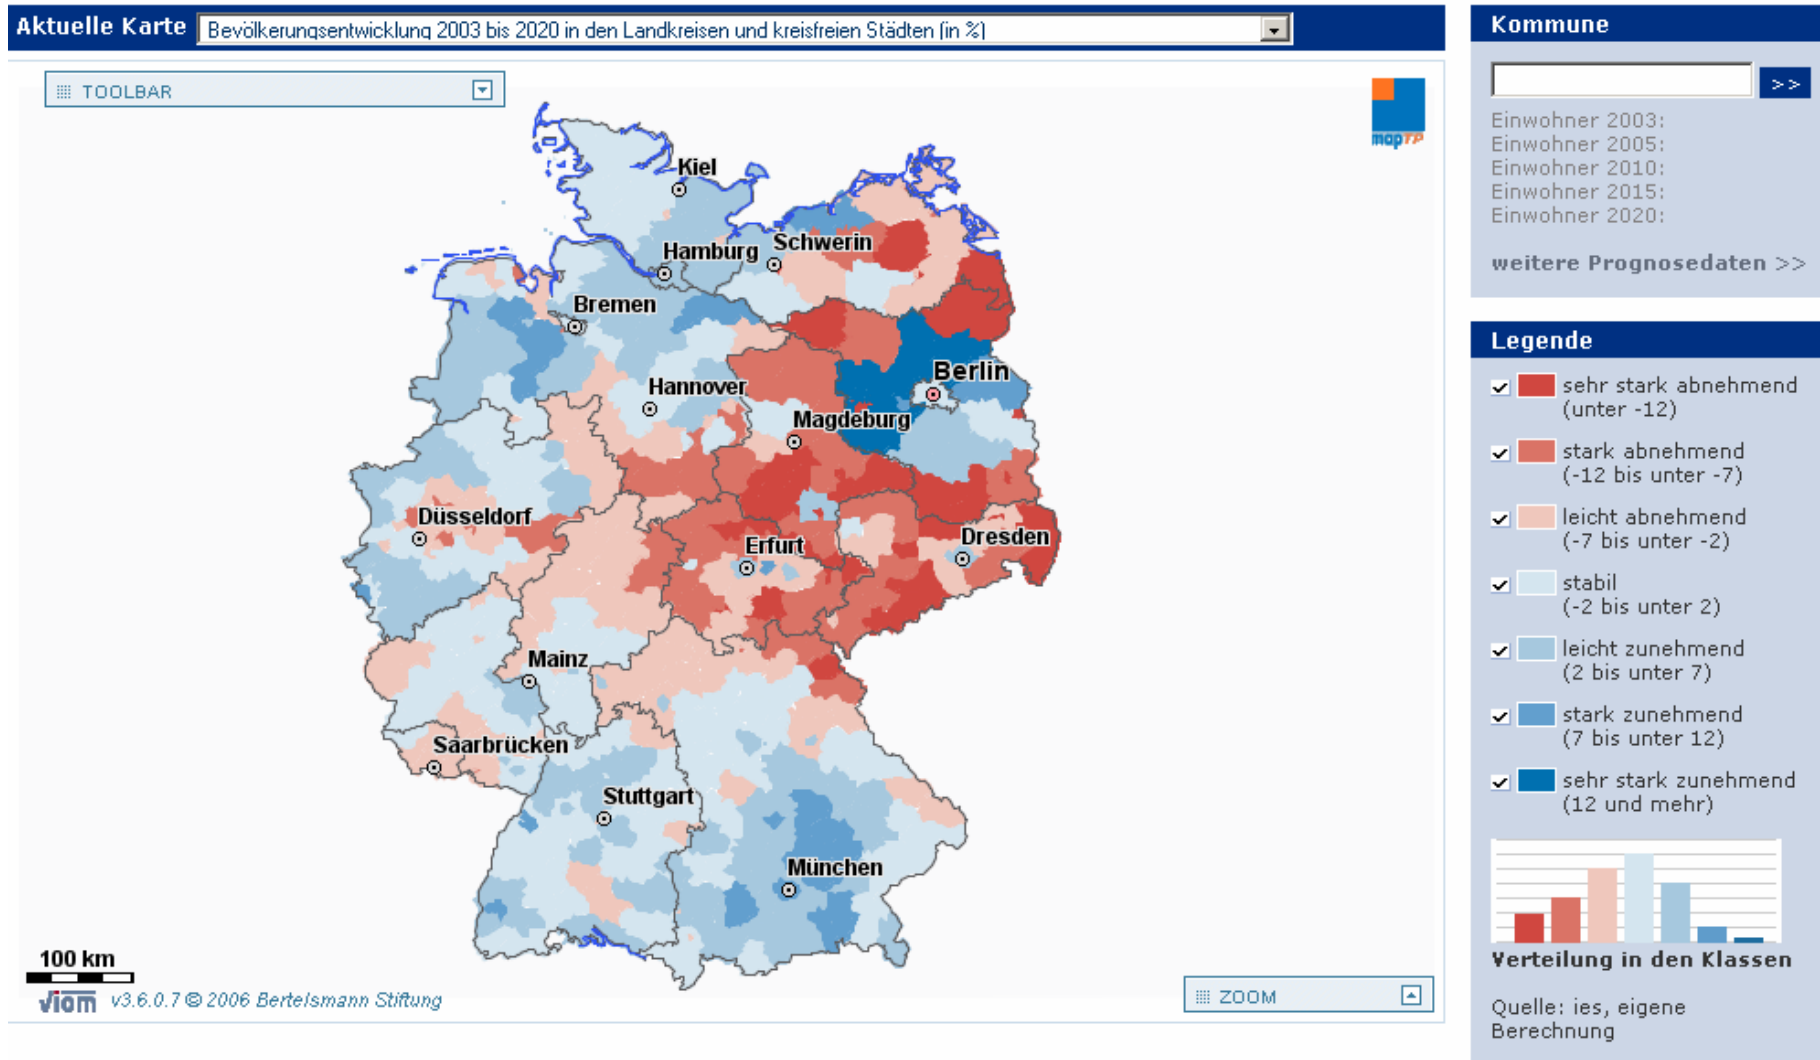 Aktuelle Karte
Bevölkerungsentwicklung 2003 bis 2020 in den Landkreisen und kreisfreien Städten (in %)
TOOLBAR
mapTP
Kiel
Hamburg
Schwerin
Bremen
Berlin
Hannover
Magdeburg
Düsseldorf
Erfurt
Dresden
Mainz
Saarbrücken
Stuttgart
München
100 km
viom v3.6.0.7 © 2006 Bertelsmann Stiftung
ZOOM
Kommune
>>
Einwohner 2003:
Einwohner 2005:
Einwohner 2010:
Einwohner 2015:
Einwohner 2020:
weitere Prognosedaten >>
Legende
sehr stark abnehmend
(unter -12)
stark abnehmend
(-12 bis unter -7)
leicht abnehmend
(-7 bis unter -2)
stabil
(-2 bis unter 2)
leicht zunehmend
(2 bis unter 7)
stark zunehmend
(7 bis unter 12)
sehr stark zunehmend
(12 und mehr)
Verteilung in den Klassen
Quelle: ies, eigene
Berechnung